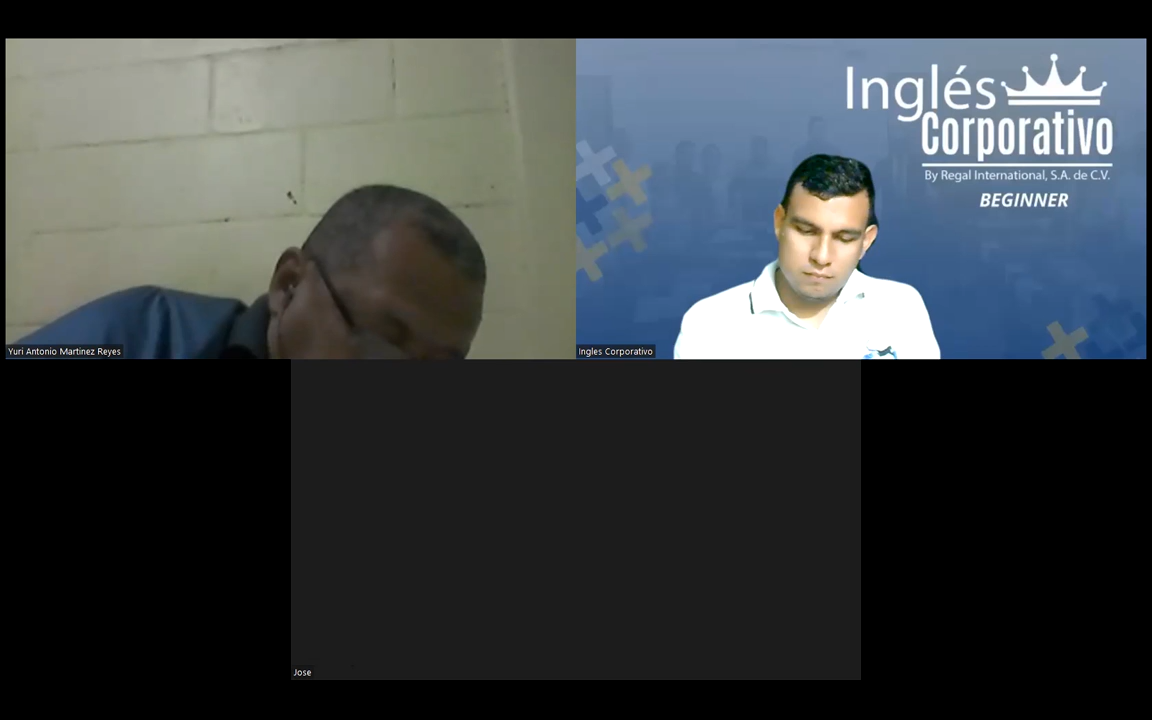 Inglés
Corporativo
By Regal International, S.A. de C.V.
BEGINNER
Yuri Antonio Martinez Reyes
Ingles Corporativo
Jose